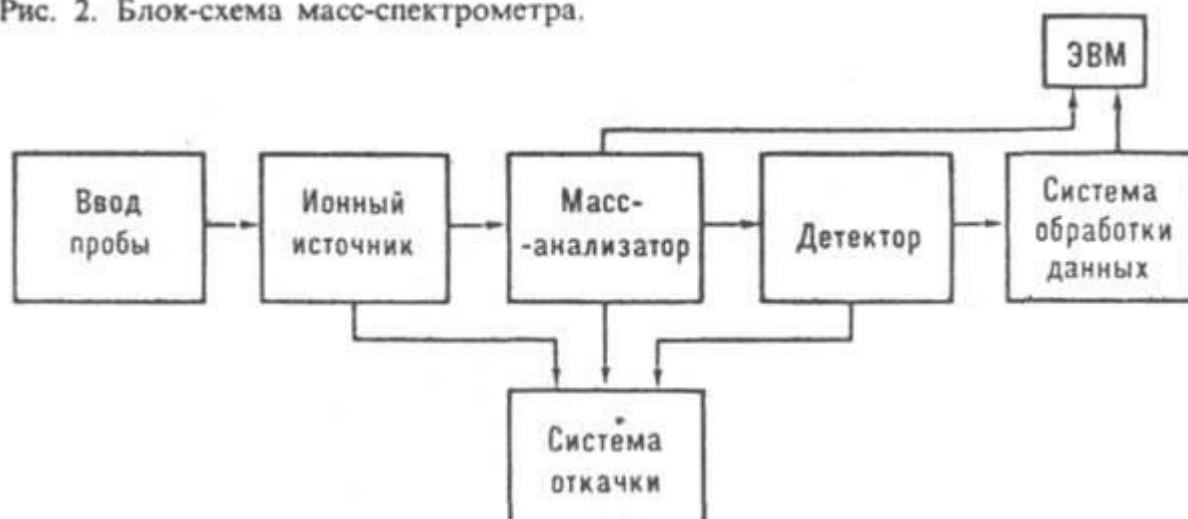 Рис. 2. Блок-схема масс-спектрометра.
ЭВМ
Ввод
пробы
Ионный
источник
Масс-
-анализатор
Детектор
Система
обработки
данных
Система
откачки